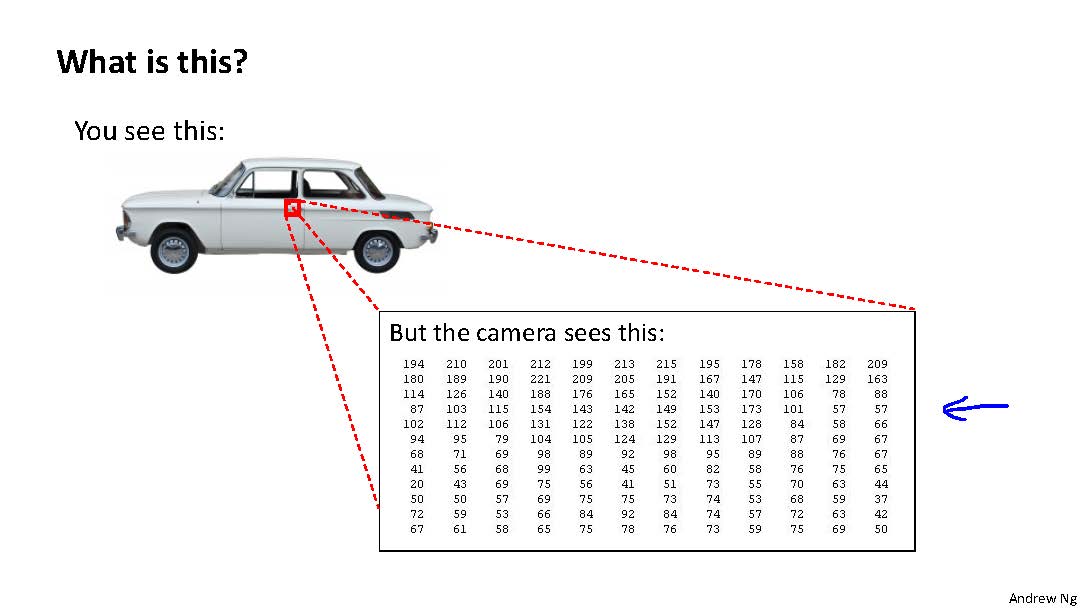 What is this?
You see this:
But the camera sees this:
194 210 201 212 199 213 215 195 178 158 182 209
180 189 190 221 209 205 191 167 147 115 129 163
114 126 140 188 176 165 152 140 170 106 78 88
87 103 115 154 143 142 149 153 173 101 57 57
102 112 106 131 122 138 152 147 128 84 58 66
94 95 79 104 105 124 129 113 107 87 69 67
68 71 69 98 89 92 98 95 89 88 76 67
41 56 68 99 63 45 60 82 58 76 75 65
20 43 69 75 56 41 51 73 55 70 63 44
50 50 57 69 75 75 73 74 53 68 59 37
72 59 53 66 84 92 84 74 57 72 63 42
67 61 58 65 75 78 76 73 59 75 69 50
Andrew Ng